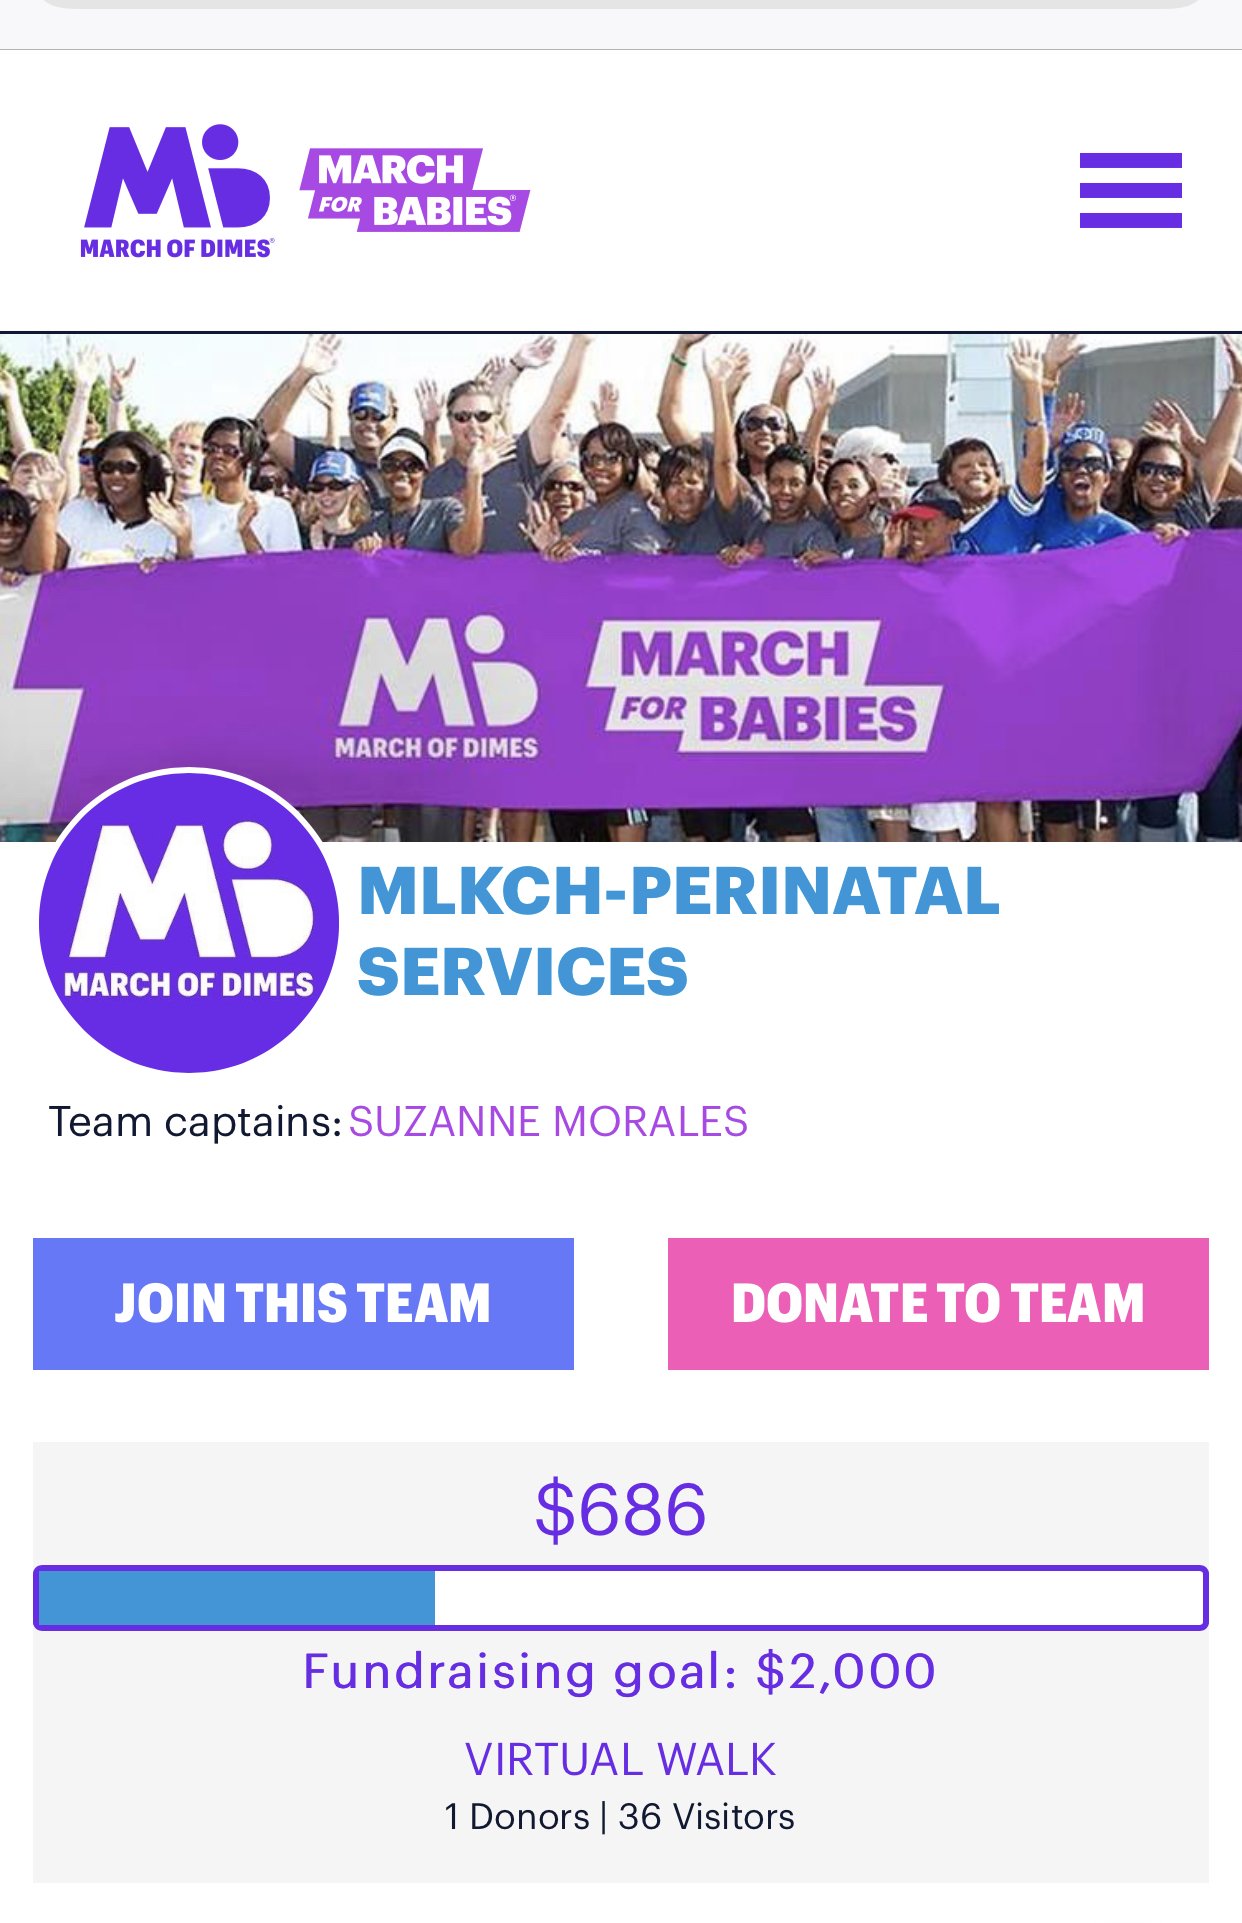 MARCH OF DIMES®
MARCH
FOR BABIES®
MARCH OF DIMES
MARCH
FOR BABIES
MARCH OF DIMES
MLKCH-PERINATAL
SERVICES
Team captains: SUZANNE MORALES
JOIN THIS TEAM
DONATE TO TEAM
$686
Fundraising goal: $2,000
VIRTUAL WALK
1 Donors | 36 Visitors